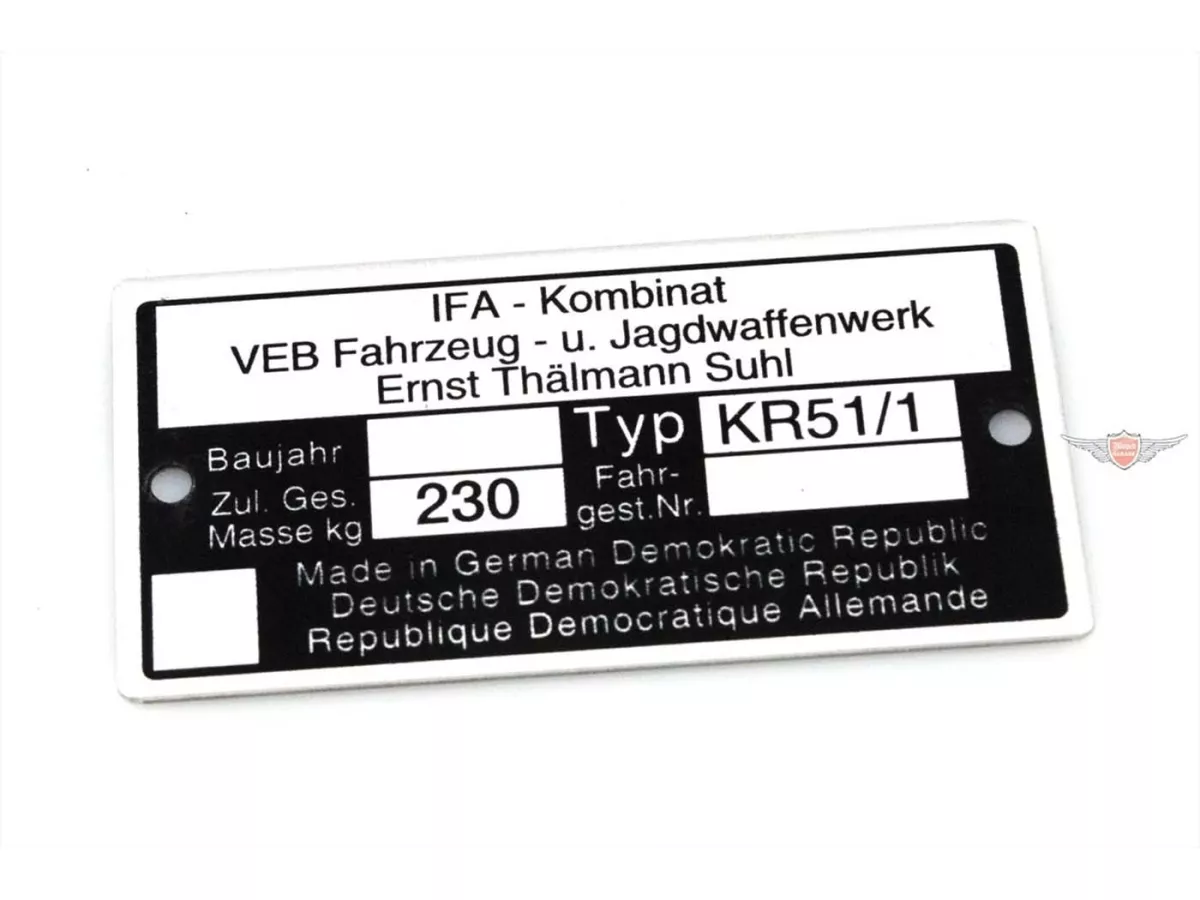 IFA - Kombinat
VEB Fahrzeug - u. Jagdwaffenwerk
Ernst Thälmann Suhl
Baujahr
Typ KR51/1
Zul. Ges.
Masse kg 230
Fahr-
gest.Nr.
Made in German Demokratic Republic
Deutsche Demokratische Republik
Republique Democratique Allemande